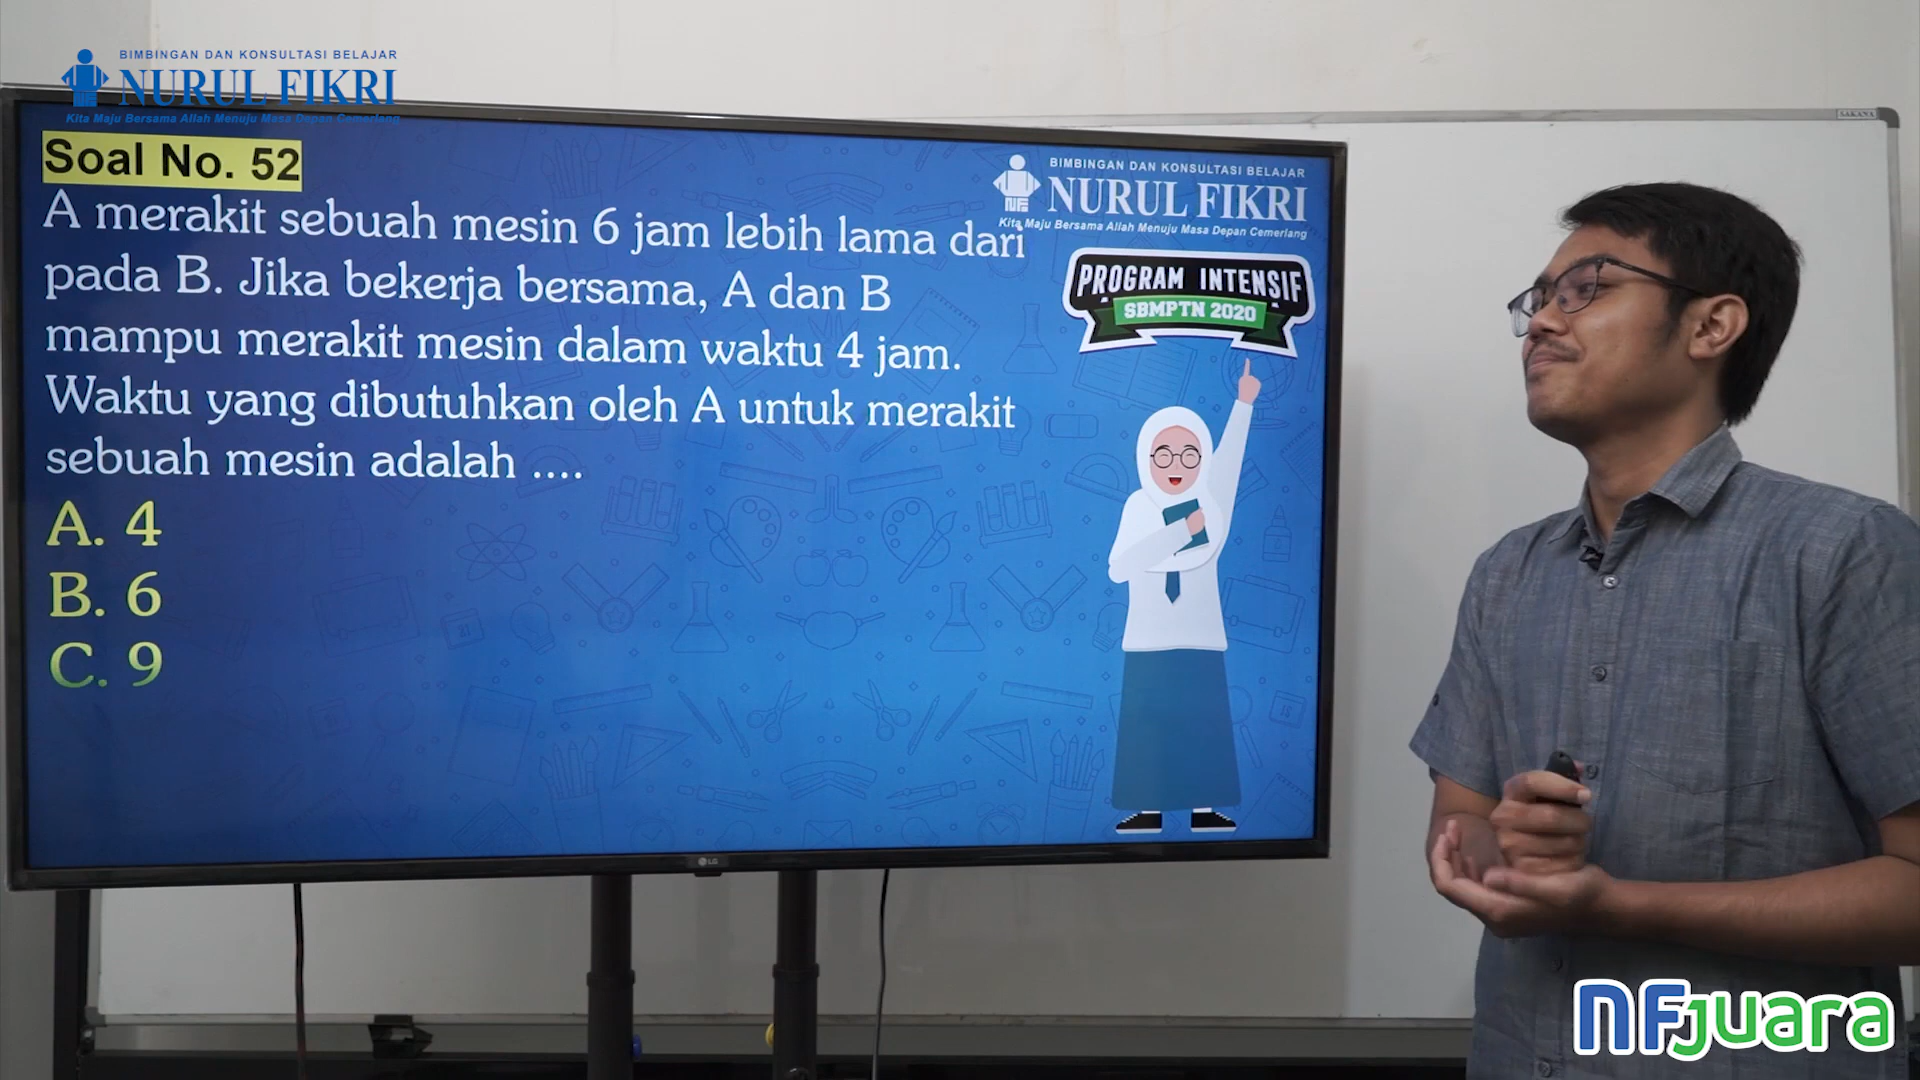 BIMBINGAN DAN KONSULTASI BELAJAR
NURUL FIKRI
Kita Maju Bersama Allah Menuju Masa Depan Cemerlang
SAKANA
Soal No. 52
A merakit sebuah mesin 6 jam lebih lama dari
pada B. Jika bekerja bersama, A dan B
mampu merakit mesin dalam waktu 4 jam.
Waktu yang dibutuhkan oleh A untuk merakit
sebuah mesin adalah ....
A. 4
B. 6
C. 9
BIMBINGAN DAN KONSULTASI BELAJAR
NF
NURUL FIKRI
Kita Maju Bersama Allah Menuju Masa Depan Cemerlang
PROGRAM INTENSIF
SBMPTN 2020
LG
NFjuara